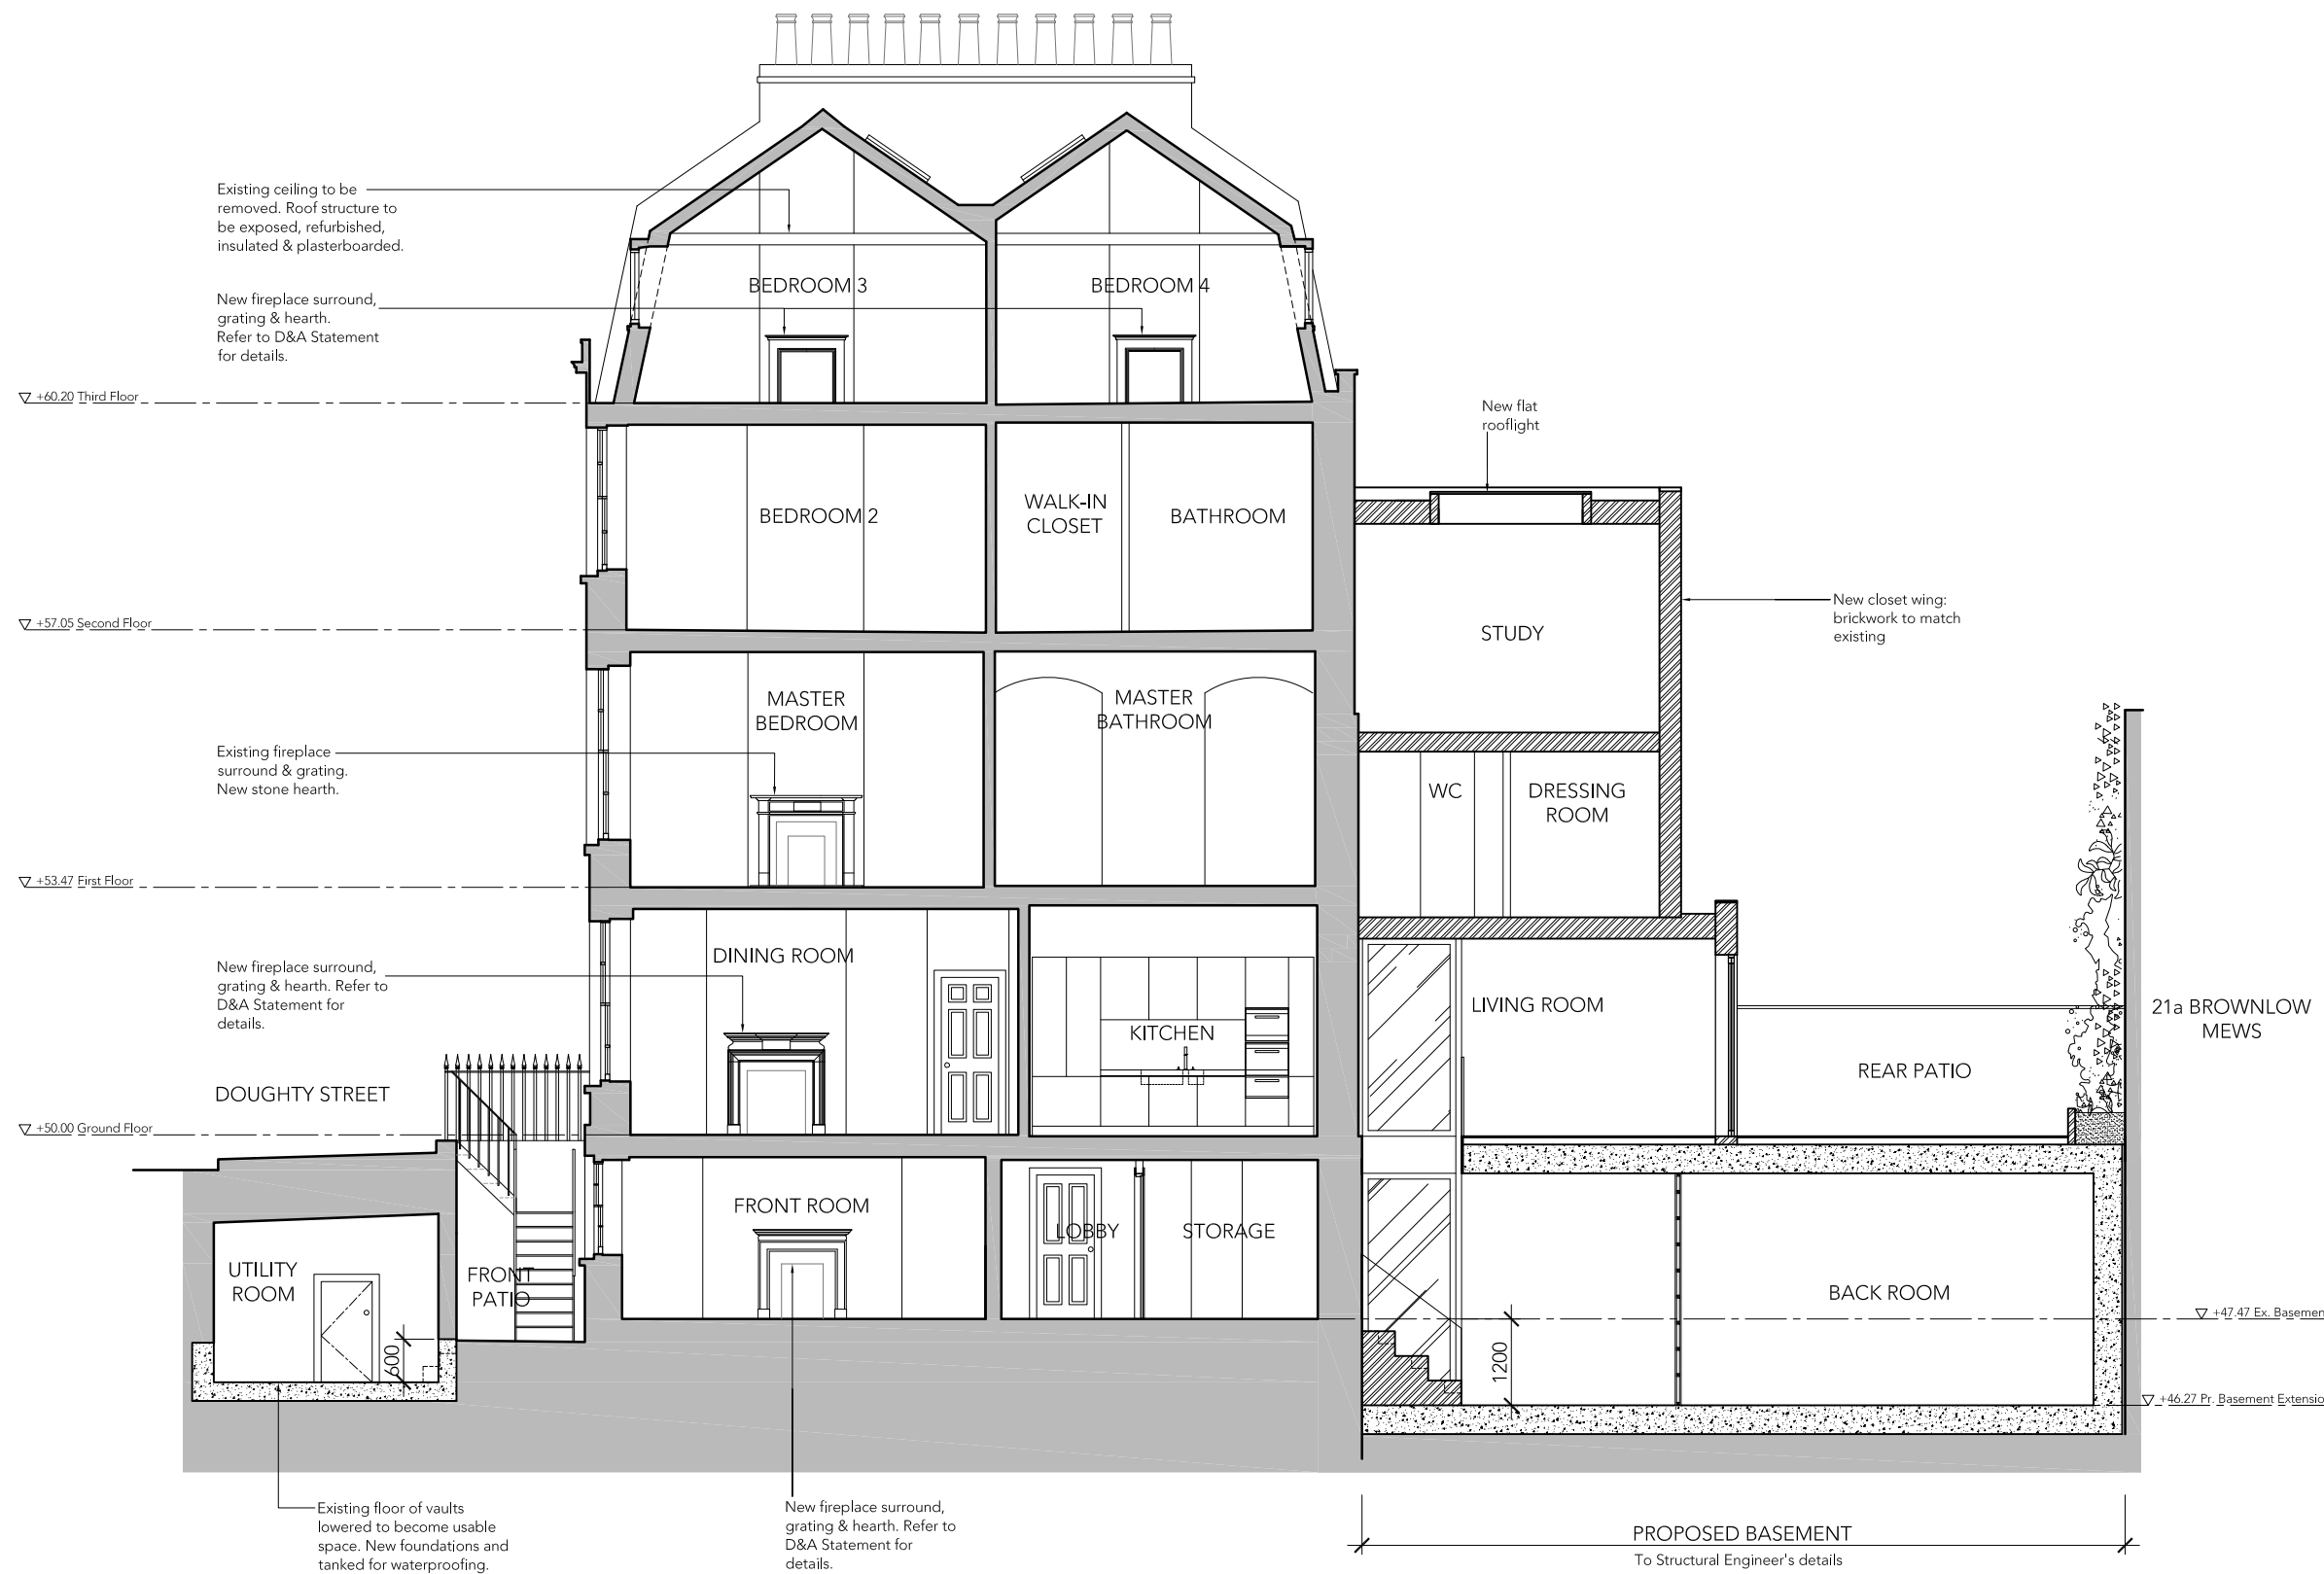 Existing ceiling to be
removed. Roof structure to
be exposed, refurbished,
insulated & plasterboarded.
BEDROOM 3
BEDROOM 4
New fireplace surround,
grating & hearth.
Refer to D&A Statement
for details.
+60.20 Third Floor
New flat
rooflight
BEDROOM 2
WALK-IN
CLOSET
BATHROOM
New closet wing:
brickwork to match
existing
+57.05 Second Floor
STUDY
MASTER
BEDROOM
MASTER
BATHROOM
Existing fireplace
surround & grating.
New stone hearth.
WC
DRESSING
ROOM
+53.47 First Floor
DINING ROOM
New fireplace surround,
grating & hearth. Refer to
D&A Statement for
details.
KITCHEN
LIVING ROOM
21a BROWNLOW
MEWS
REAR PATIO
DOUGHTY STREET
+50.00 Ground Floor
FRONT ROOM
LOBBY
STORAGE
UTILITY
ROOM
FRONT
PATIO
BACK ROOM
+47.47 Ex. Basemen
600
1200
+46.27 Pr. Basement Extensio
Existing floor of vaults
lowered to become usable
space. New foundations and
tanked for waterproofing.
New fireplace surround,
grating & hearth. Refer to
D&A Statement for
details.
PROPOSED BASEMENT
To Structural Engineer's details